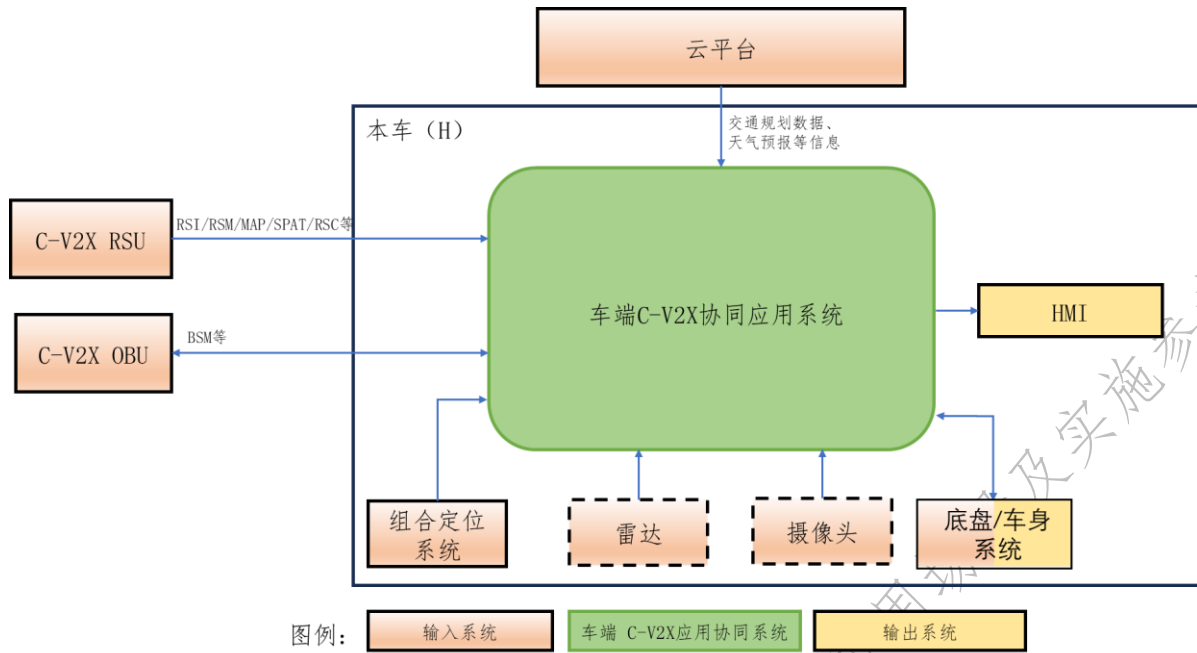 云平台
本车（H）
交通规划数据、
天气预报等信息
RSI/RSM/MAP/SPAT/RSC等
C-V2X RSU
车端C-V2X协同应用系统
HMI
BSM等
C-V2X OBU
组合定位
系统
雷达
摄像头
底盘/车身
系统
及实施参
用场
图例：
输入系统
车端 C-V2X应用协同系统
输出系统